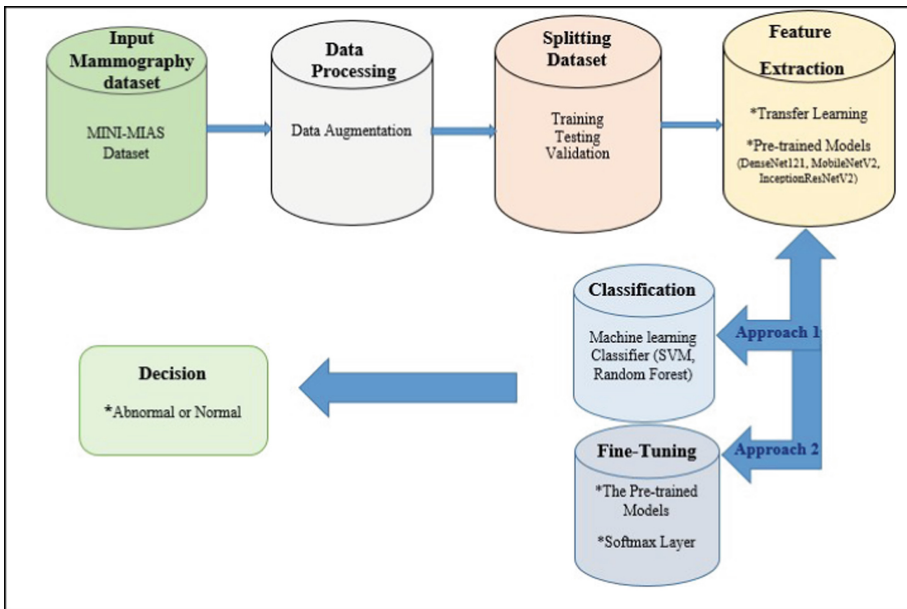 Input
Mammography
dataset
MINI-MIAS
Dataset
Data
Processing
Data Augmentation
Splitting
Dataset
Training
Testing
Validation
Feature
Extraction
*Transfer Learning
*Pre-trained Models
(DenseNet121, MobileNetV2,
InceptionResNetV2)
Classification
Machine learning
Classifier (SVM,
Random Forest)
Approach 1
Decision
*Abnormal or Normal
Fine-Tuning
*The Pre-trained
Models
*Softmax Layer
Approach 2